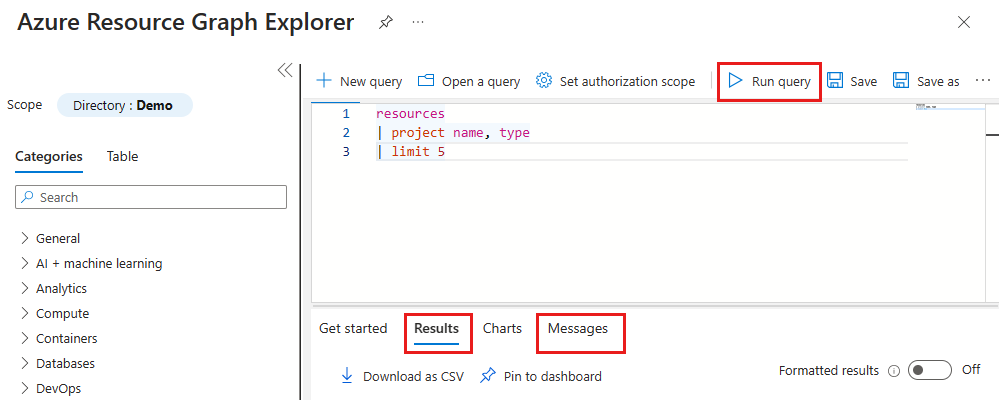 Azure Resource Graph Explorer
New query
Open a query
Set authorization scope
Run query
Save
Save as
Scope
Directory : Demo
Categories
Table
Search
General
AI + machine learning
Analytics
Compute
Containers
Databases
DevOps
1 resources
2 | project name, type
3 | limit 5
Get started
Results
Charts
Messages
Download as CSV
Pin to dashboard
Formatted results
Off